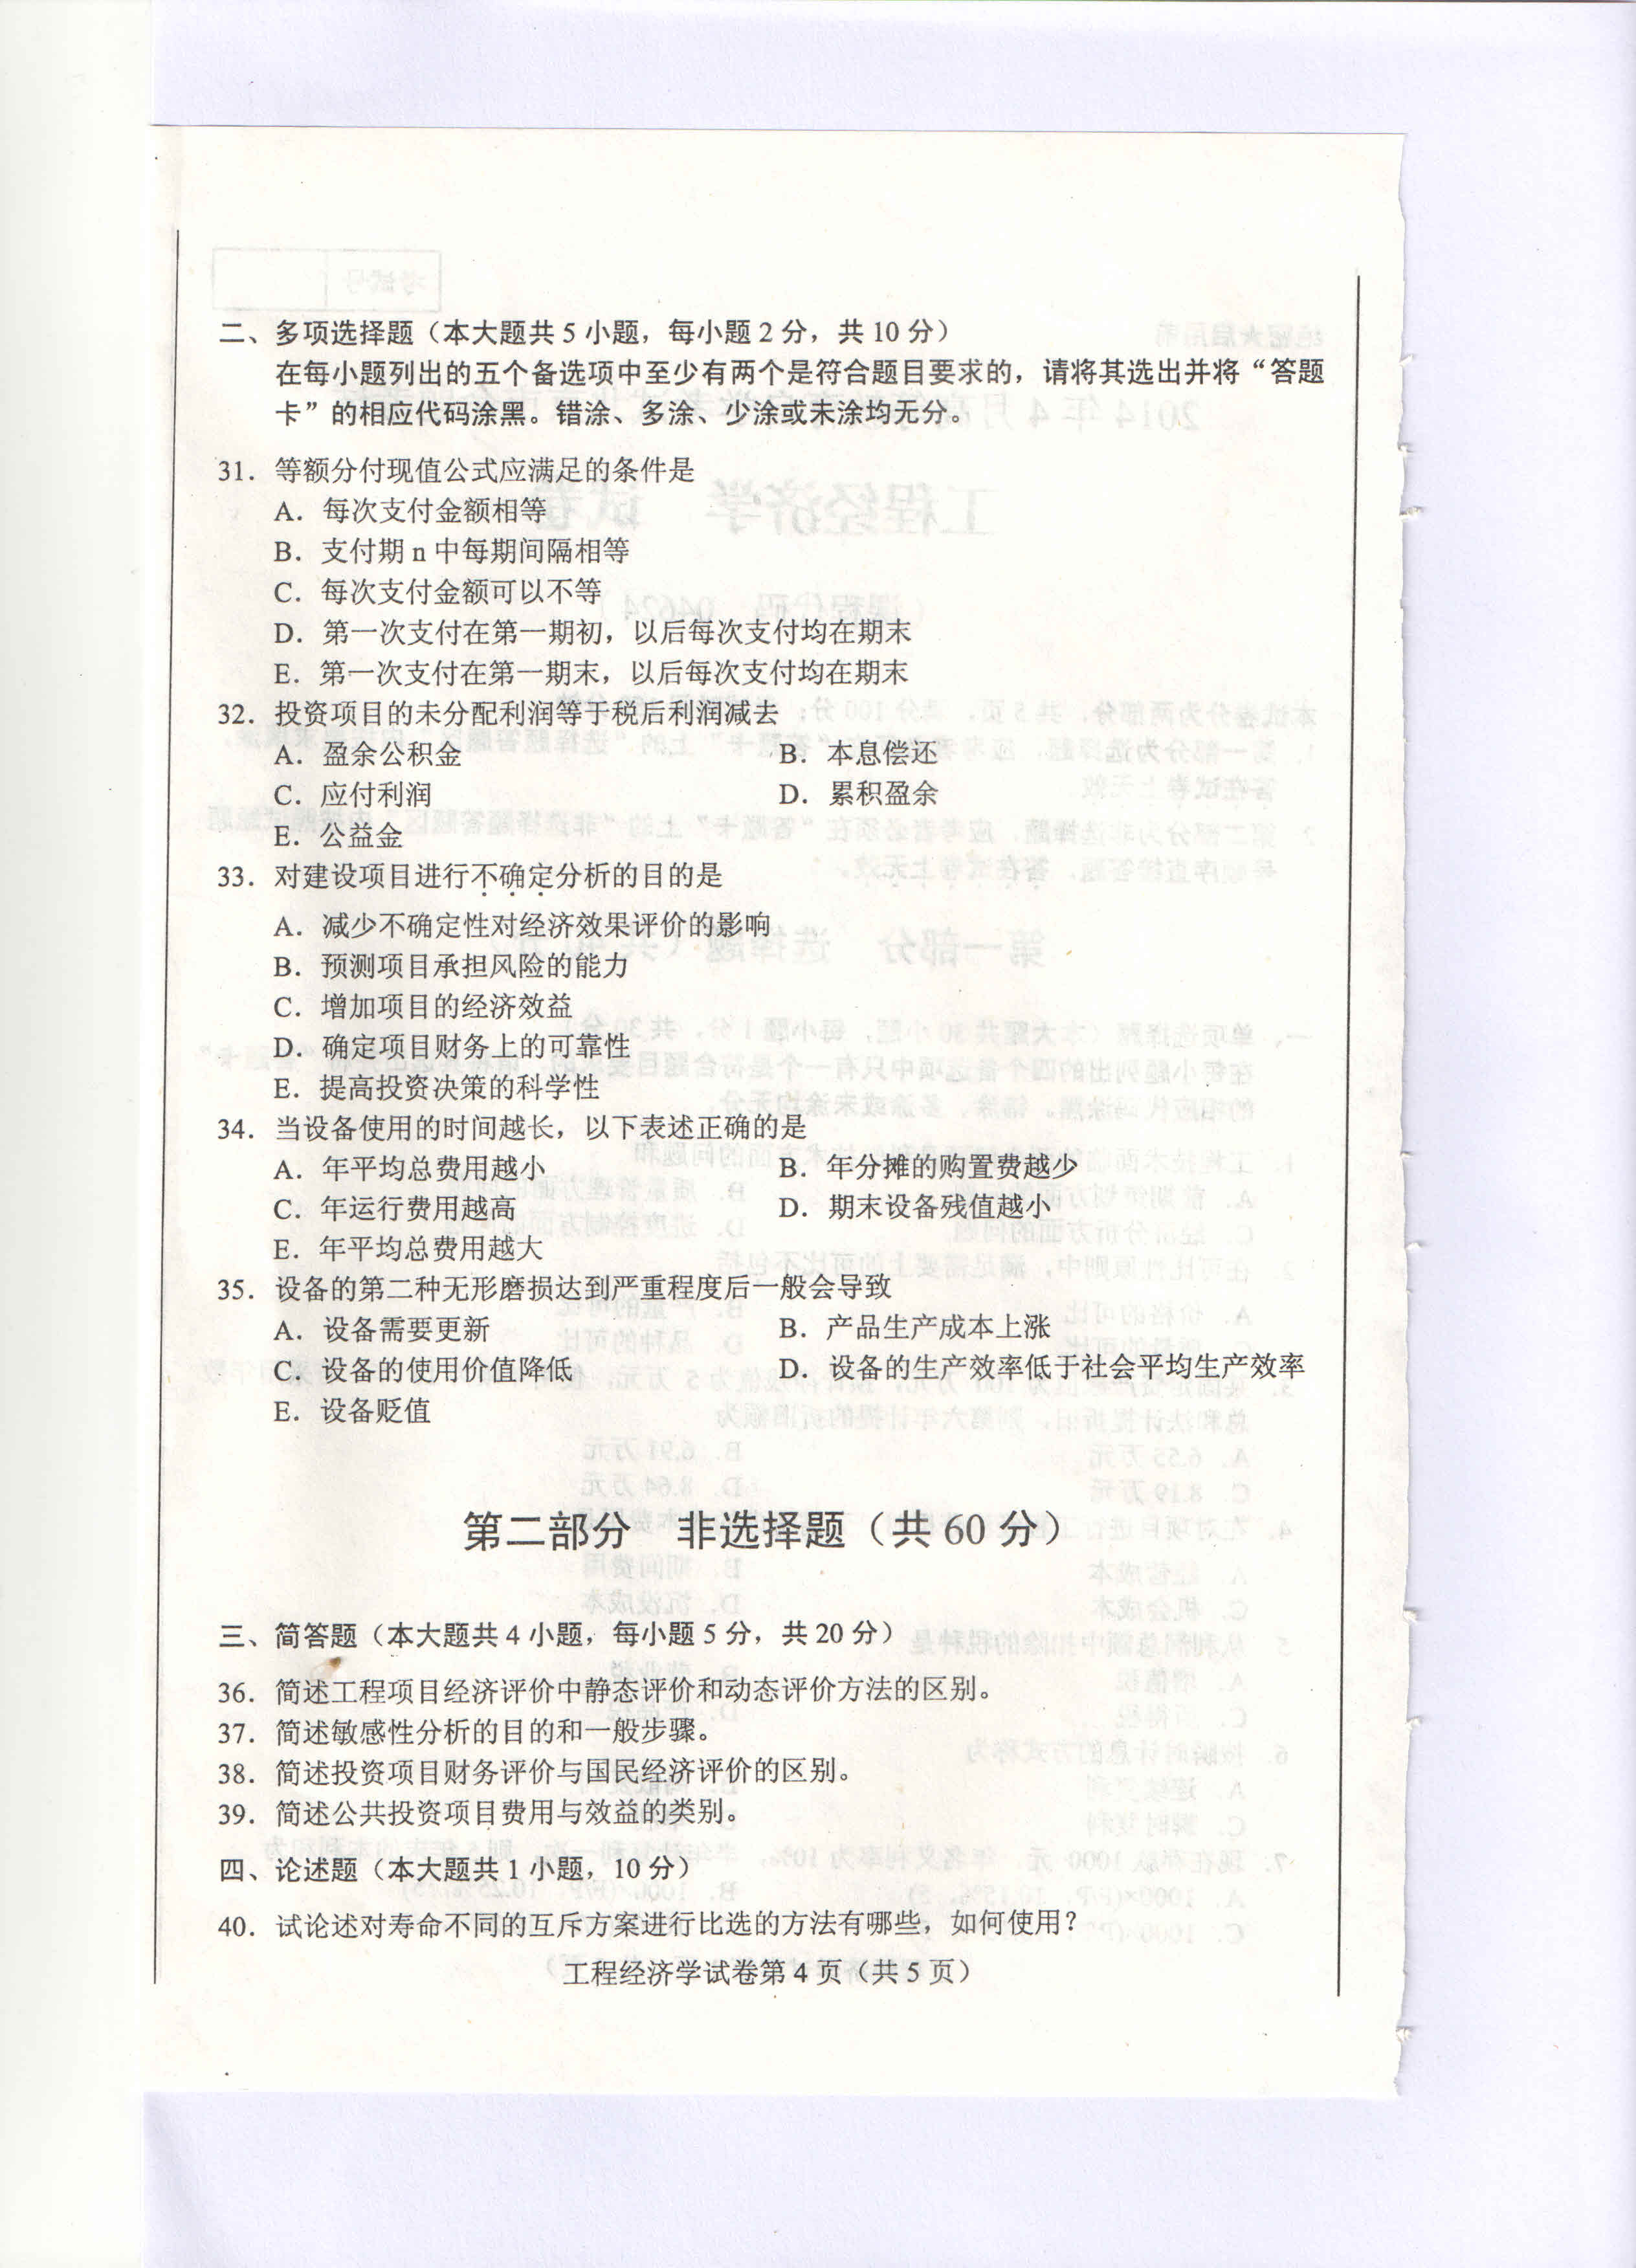 二、多项选择题（本大题共 5 小题，每小题 2 分，共 10 分）
在每小题列出的五个备选项中至少有两个是符合题目要求的，请将其选出并将“答题
卡”的相应代码涂黑。错涂、多涂、少涂或未涂均无分。
31．等额分付现值公式应满足的条件是
A．每次支付金额相等
B．支付期 n 中每期间隔相等
C．每次支付金额可以不等
D．第一次支付在第一期初，以后每次支付均在期末
E．第一次支付在第一期末，以后每次支付均在期末
32．投资项目的未分配利润等于税后利润减去
A．盈余公积金 B．本息偿还
C．应付利润 D．累积盈余
E．公益金
33．对建设项目进行不确定分析的目的是
A．减少不确定性对经济效果评价的影响
B．预测项目承担风险的能力
C．增加项目的经济效益
D．确定项目财务上的可靠性
E．提高投资决策的科学性
34．当设备使用的时间越长，以下表述正确的是
A．年平均总费用越小 B．年分摊的购置费越少
C．年运行费用越高 D．期末设备残值越小
E．年平均总费用越大
35．设备的第二种无形磨损达到严重程度后一般会导致
A．设备需要更新 B．产品生产成本上涨
C．设备的使用价值降低 D．设备的生产效率低于社会平均生产效率
E．设备贬值
第二部分 非选择题（共 60 分）
三、简答题（本大题共 4 小题，每小题 5 分，共 20 分）
36．简述工程项目经济评价中静态评价和动态评价方法的区别。
37．简述敏感性分析的目的和一般步骤。
38．简述投资项目财务评价与国民经济评价的区别。
39．简述公共投资项目费用与效益的类别。
四、论述题（本大题共 1 小题，10 分）
40．试论述对寿命不同的互斥方案进行比选的方法有哪些，如何使用？
工程经济学试卷第 4 页（共 5 页）